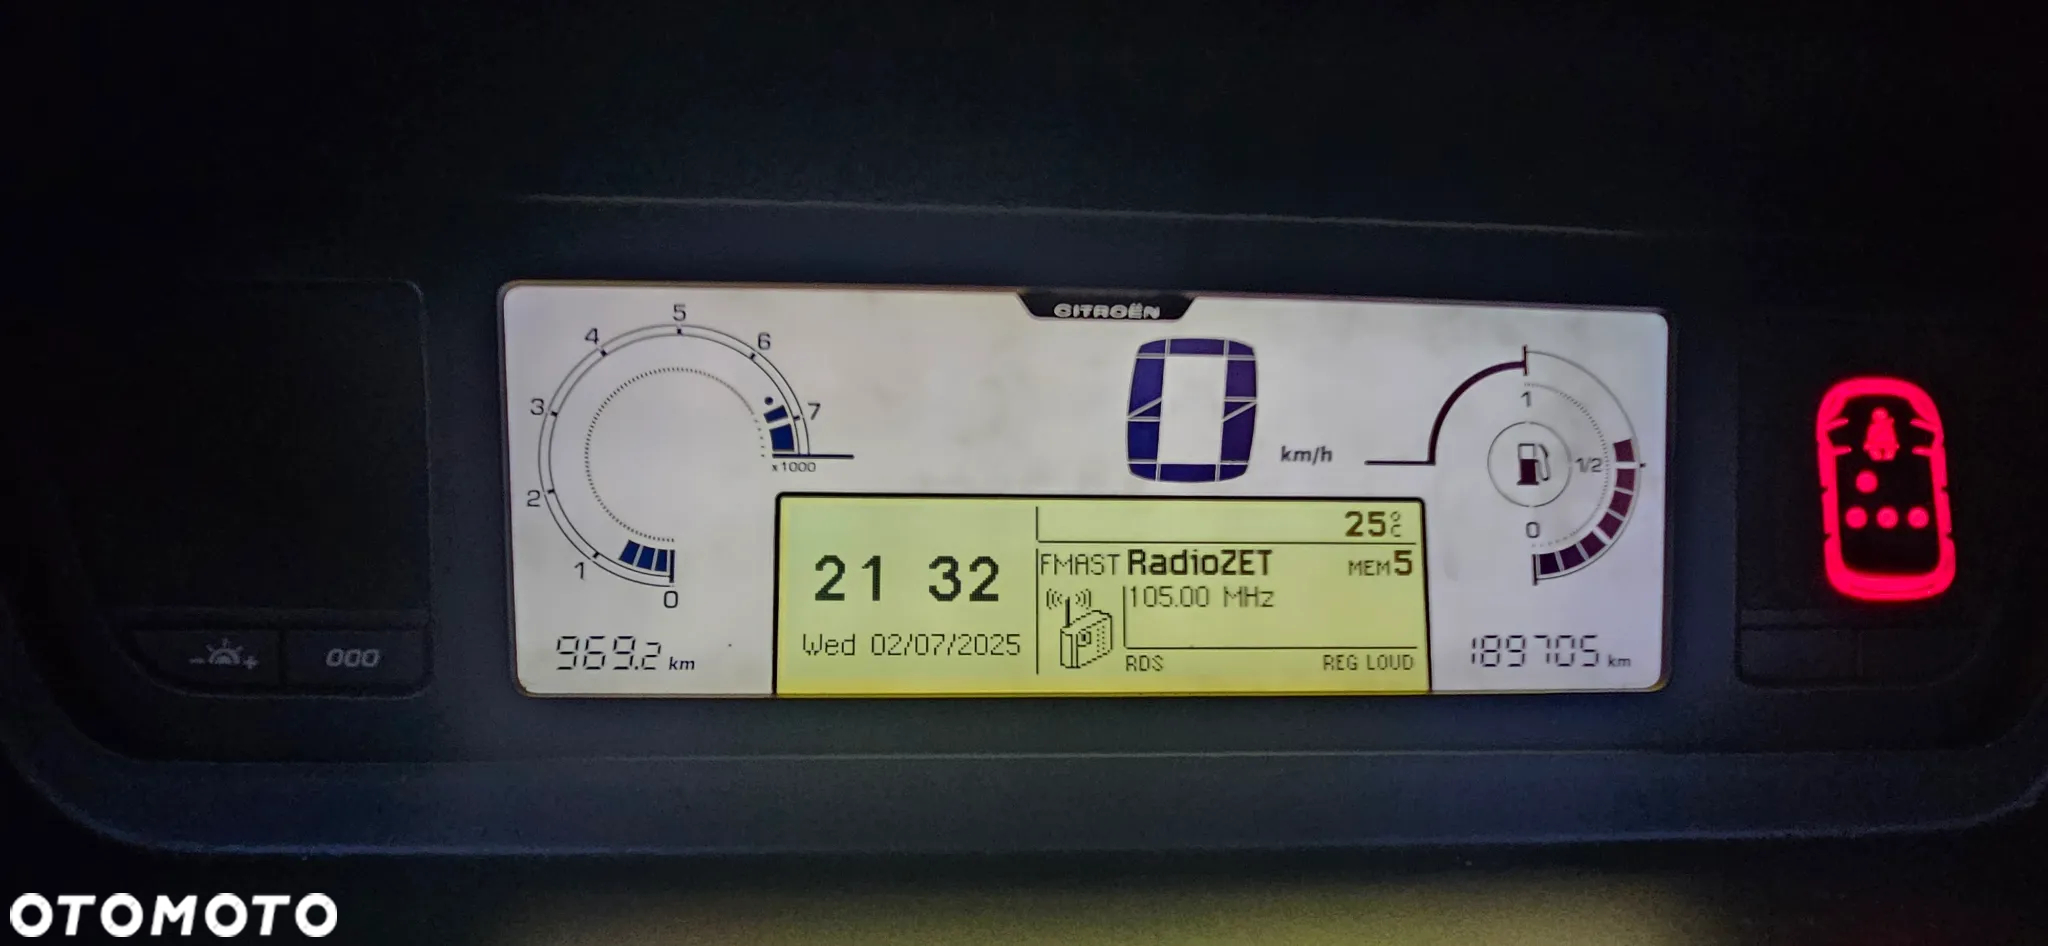 CITROËN
5
4
6
3
7
2
x1000
1
0
km/h
1
1/2
0
25°C
21 32
FMAST RadioZET MEM 5
105.00 MHz
Wed 02/07/2025
RDS REG LOUD
969.2 km
189705 km
000
OTOMOTO